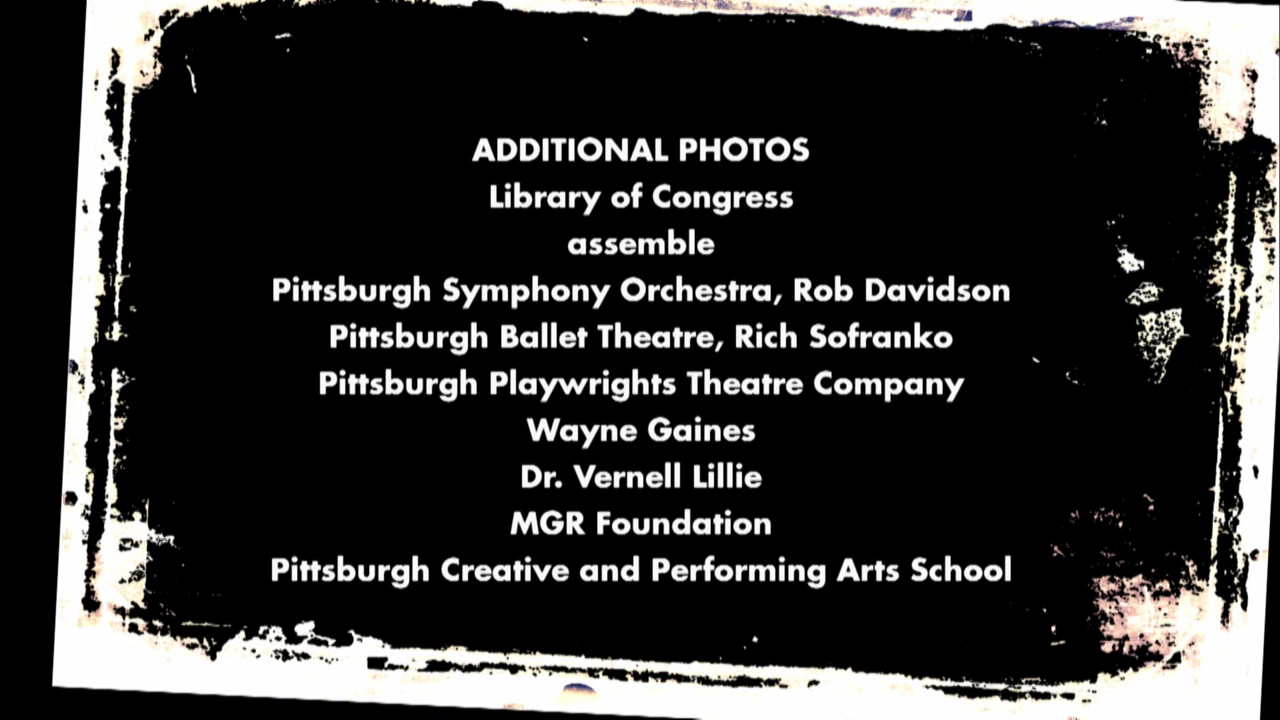 ADDITIONAL PHOTOS
Library of Congress
assemble
Pittsburgh Symphony Orchestra, Rob Davidson
Pittsburgh Ballet Theatre, Rich Sofranko
Pittsburgh Playwrights Theatre Company
Wayne Gaines
Dr. Vernell Lillie
MGR Foundation
Pittsburgh Creative and Performing Arts School